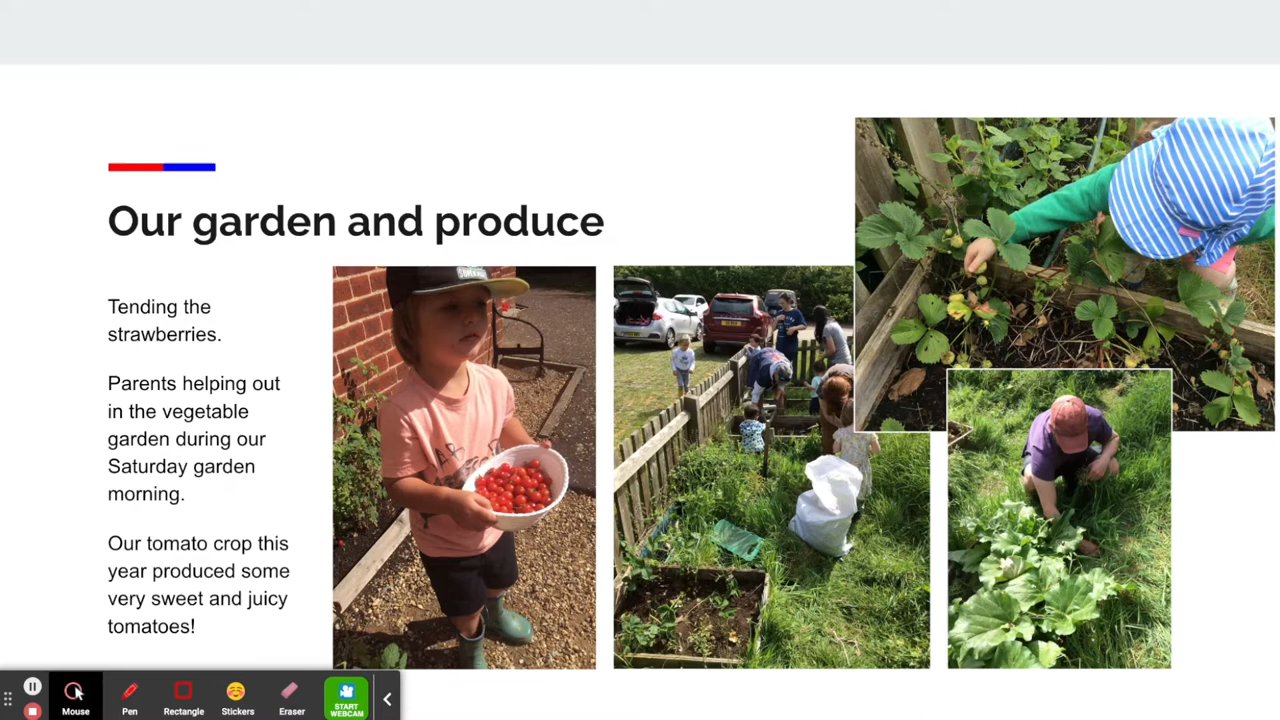 Our garden and produce
Tending the
strawberries.
Parents helping out
in the vegetable
garden during our
Saturday garden
morning.
Our tomato crop this
year produced some
very sweet and juicy
tomatoes!
Mouse
Pen
Rectangle
Stickers
Eraser
START
WEBCAM